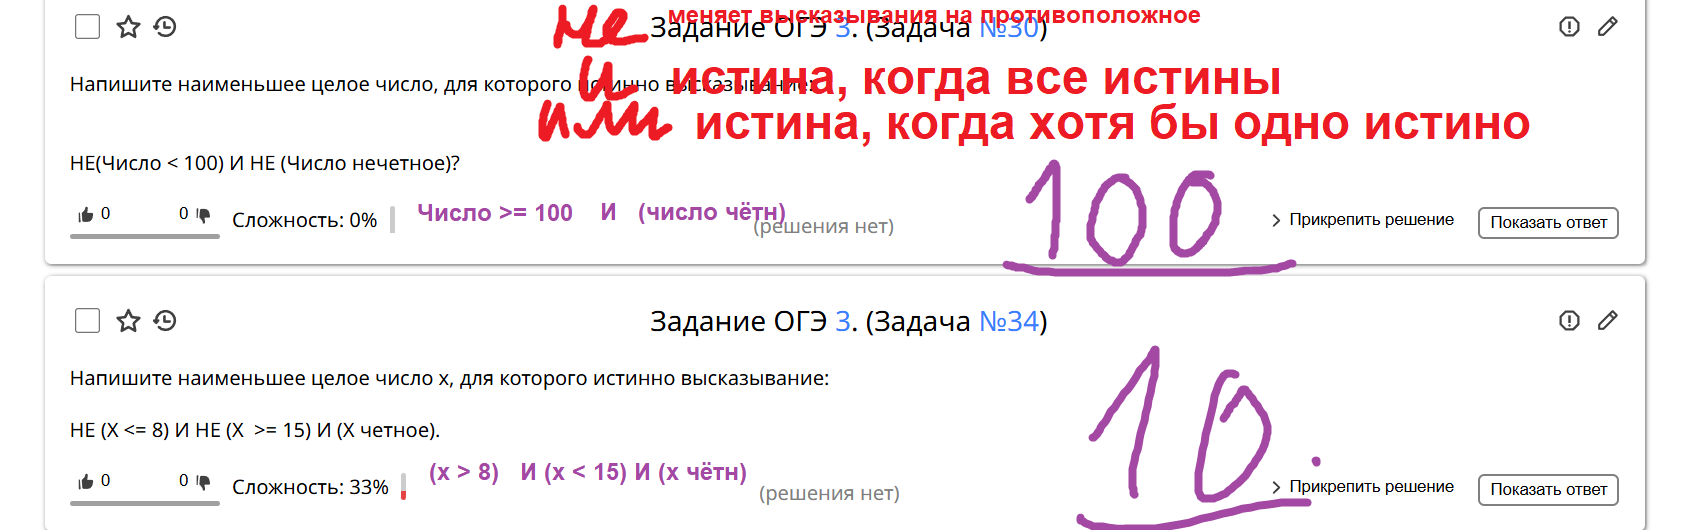 меняет высказывания на противоположное
не Задание ОГЭ 3. (Задача №30)
Напишите наименьшее целое число, для которого истинно высказывание:
и истина, когда все истины
или истина, когда хотя бы одно истино
НЕ(Число < 100) И НЕ (Число нечетное)?
0 0 Сложность: 0% Число >= 100 И (число чётн) (решения нет) 100 Прикрепить решение Показать ответ
Задание ОГЭ 3. (Задача №34)
Напишите наименьшее целое число x, для которого истинно высказывание:
НЕ (X <= 8) И НЕ (X >= 15) И (X четное).
0 0 Сложность: 33% (x > 8) И (x < 15) И (x чётн) (решения нет) 10. Прикрепить решение Показать ответ